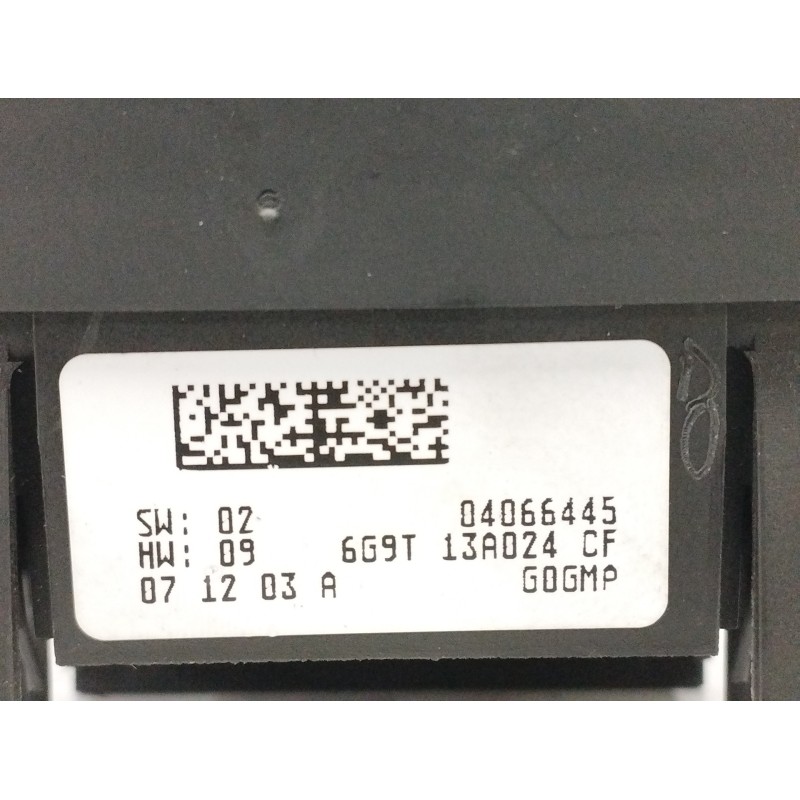 SW: 02 04066445
HW: 09 6G9T 13A024 CF
07 12 03 A G0GMP